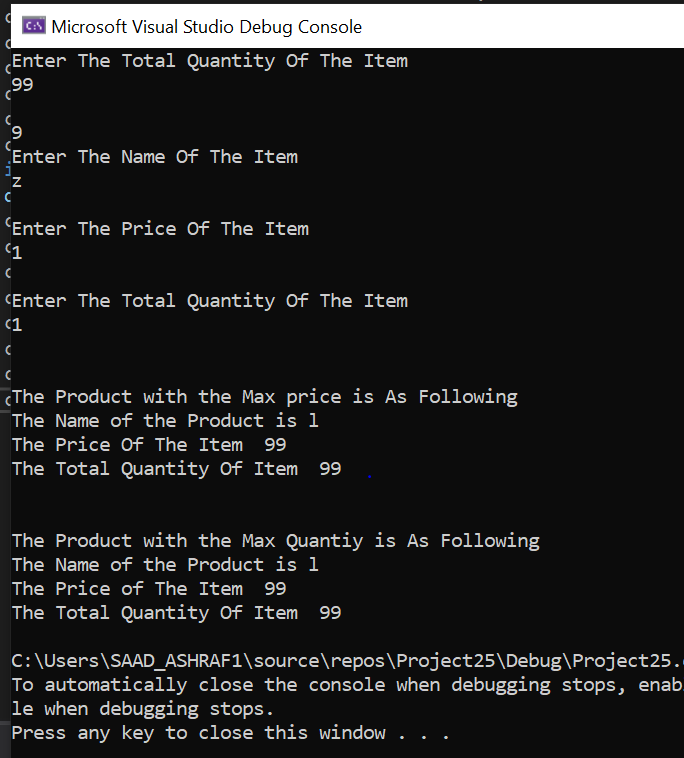 Microsoft Visual Studio Debug Console
Enter The Total Quantity Of The Item
99
9
Enter The Name Of The Item
z
Enter The Price Of The Item
1
Enter The Total Quantity Of The Item
1
The Product with the Max price is As Following
The Name of the Product is l
The Price Of The Item  99
The Total Quantity Of Item  99
The Product with the Max Quantiy is As Following
The Name of the Product is l
The Price of The Item  99
The Total Quantity Of Item  99
C:\Users\SAAD_ASHRAF1\source\repos\Project25\Debug\Project25.
To automatically close the console when debugging stops, enab
le when debugging stops.
Press any key to close this window . . .